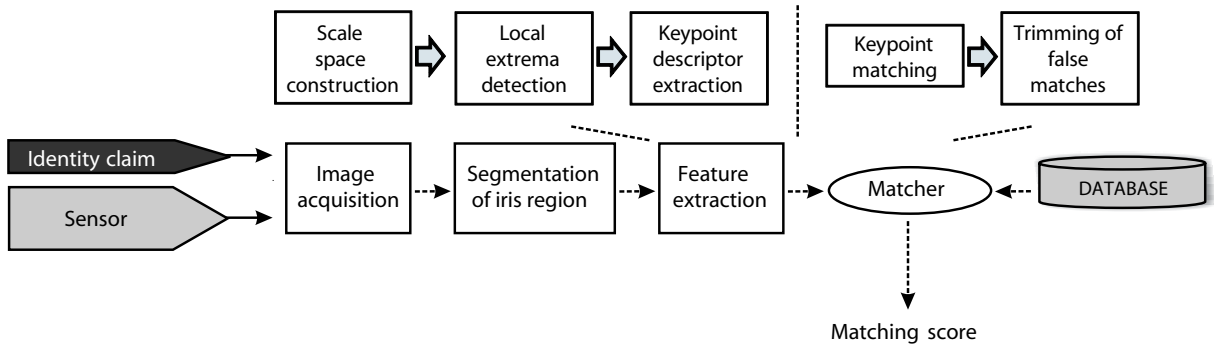 Scale
space
construction
Local
extrema
detection
Keypoint
descriptor
extraction
Keypoint
matching
Trimming of
false
matches
Identity claim
Sensor
Image
acquisition
Segmentation
of iris region
Feature
extraction
Matcher
DATABASE
Matching score